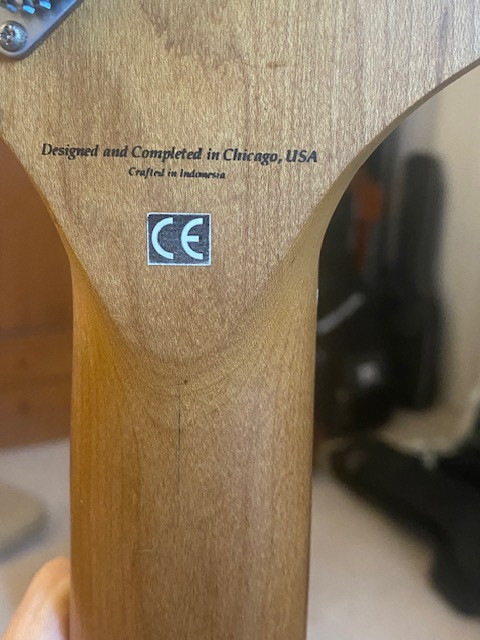 Designed and Completed in Chicago, USA
Crafted in Indonesia
CE